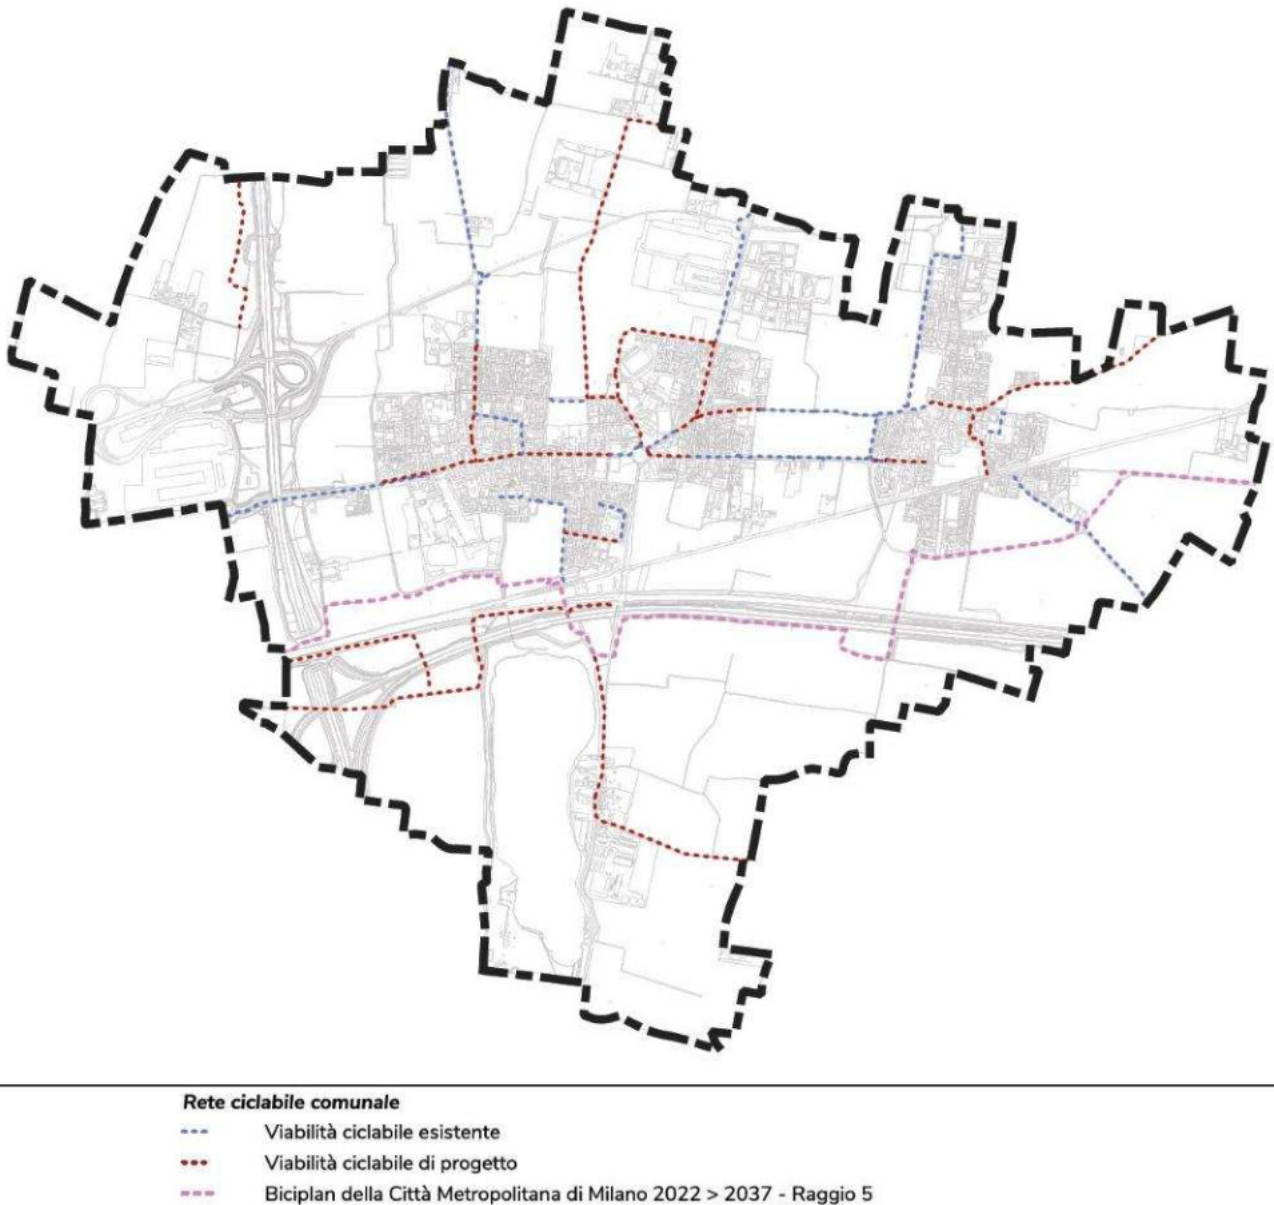 Rete ciclabile comunale
Viabilità ciclabile esistente
Viabilità ciclabile di progetto
Biciplan della Città Metropolitana di Milano 2022 > 2037 - Raggio 5